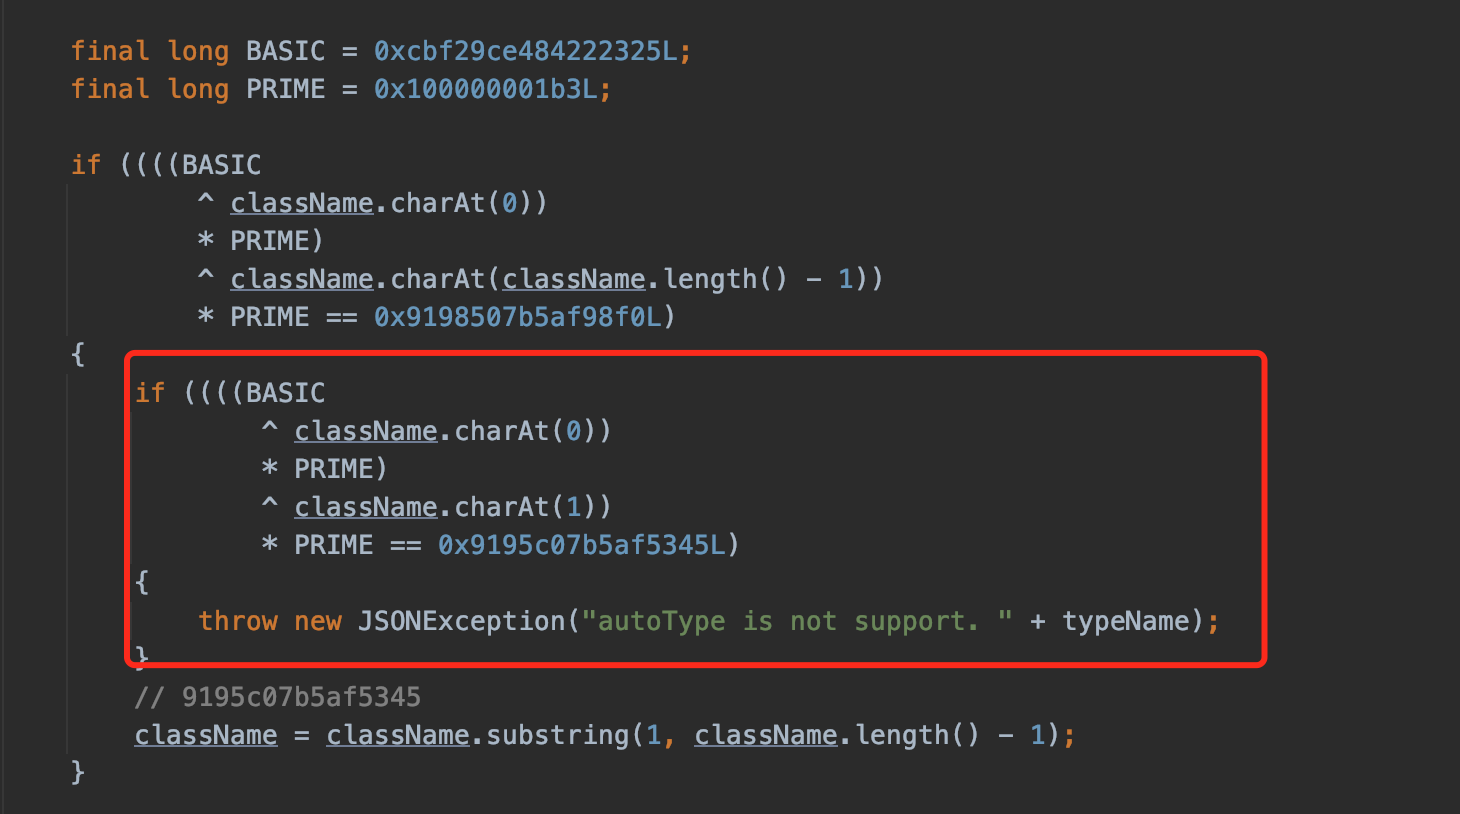 final long BASIC = 0xcbf29ce484222325L;
final long PRIME = 0x100000001b3L;
if ((((BASIC
^ className.charAt(0))
* PRIME)
^ className.charAt(className.length() - 1))
* PRIME == 0x9198507b5af98f0L)
{
if ((((BASIC
^ className.charAt(0))
* PRIME)
^ className.charAt(1))
* PRIME == 0x9195c07b5af5345L)
{
throw new JSONException("autoType is not support. " + typeName);
}
// 9195c07b5af5345
className = className.substring(1, className.length() - 1);
}